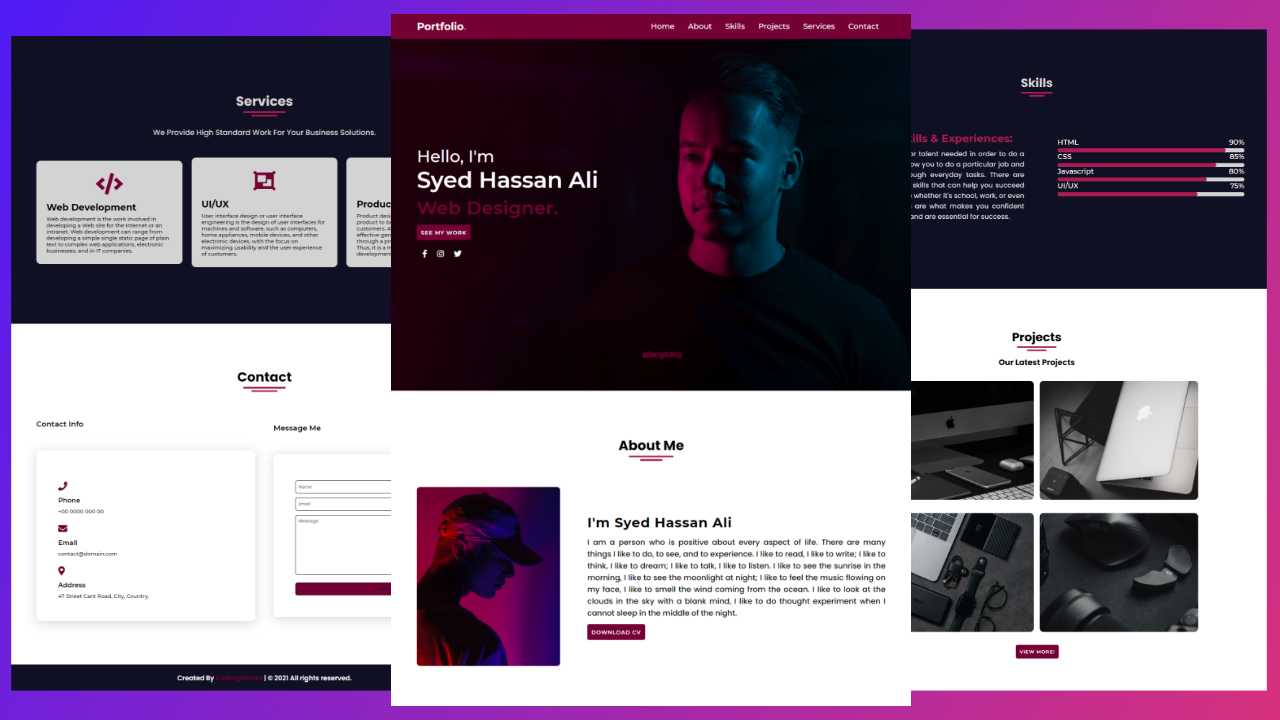 Portfolio.
Home About Skills Projects Services Contact
Hello, I'm
Syed Hassan Ali
Web Designer.
SEE MY WORK
About Me
I'm Syed Hassan Ali
I am a person who is positive about every aspect of life. There are many
things I like to do, to see, and to experience. I like to read, I like to write; I like to
think, I like to dream; I like to talk, I like to listen. I like to see the sunrise in the
morning, I like to see the moonlight at night; I like to feel the music flowing on
my face, I like to smell the wind coming from the ocean. I like to look at the
clouds in the sky with a blank mind, I like to do thought experiment when I
cannot sleep in the middle of the night.
DOWNLOAD CV
Services
We Provide High Standard Work For Your Business Solutions.
Web Development
Web development is the work involved in
developing a Web site for the Internet or an
intranet. Web development can range from
developing a simple single static page of plain
text to complex web applications, electronic
businesses, and in IT companies.
UI/UX
User interface design or user interface
engineering is the design of user interfaces for
machines and software, such as computers,
home appliances, mobile devices, and other
electronic devices, with the focus on
maximizing usability and the user experience
of customers.
Produc
Product desi
product to be
customers. A
effective gen
through a pr
Thus, it is a m
development
Contact
Contact Info
Phone
+00 0000 000 00
Email
contact@domain.com
Address
47 Street Cant Road, City, Country.
Message Me
Name
Email
Message
Created By | © 2021 All rights reserved.
Skills
ills & Experiences:
or talent needed in order to do a
ow you to do a particular job and
ough everyday tasks. There are
skills that can help you succeed
whether it's school, work, or even
are what makes you confident
and are essential for success.
HTML 90%
CSS 85%
Javascript 80%
UI/UX 75%
Projects
Our Latest Projects
VIEW MORE!